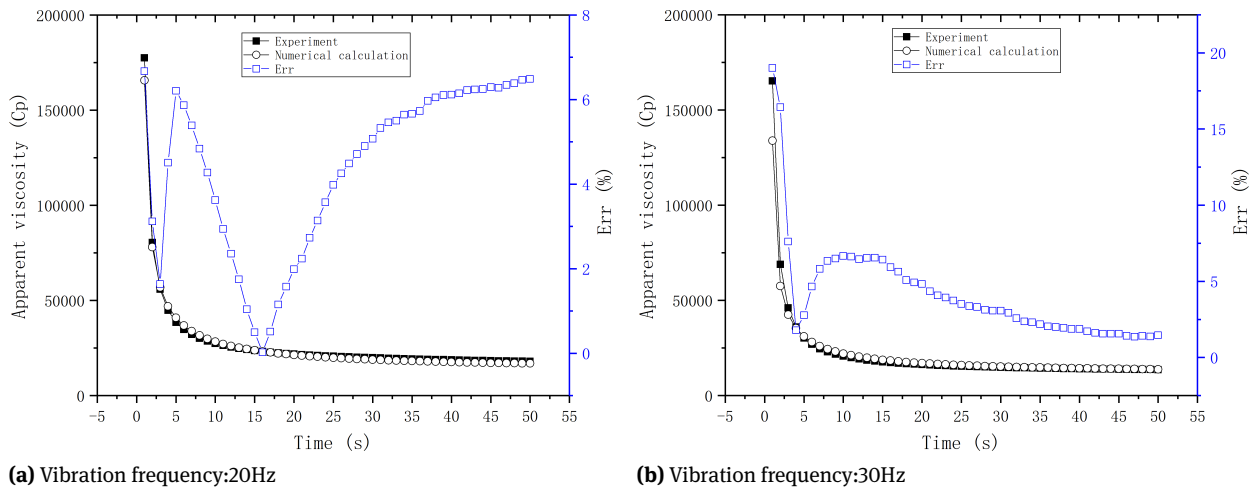 200000
150000
100000
50000
0
Apparent viscosity (Cp)
8
6
4
2
0
Err (%)
Experiment
Numerical calculation
Err
-5 0 5 10 15 20 25 30 35 40 45 50 55
Time (s)
(a) Vibration frequency:20Hz
200000
150000
100000
50000
0
Apparent viscosity (Cp)
20
15
10
5
0
Err (%)
Experiment
Numerical calculation
Err
-5 0 5 10 15 20 25 30 35 40 45 50 55
Time (s)
(b) Vibration frequency:30Hz